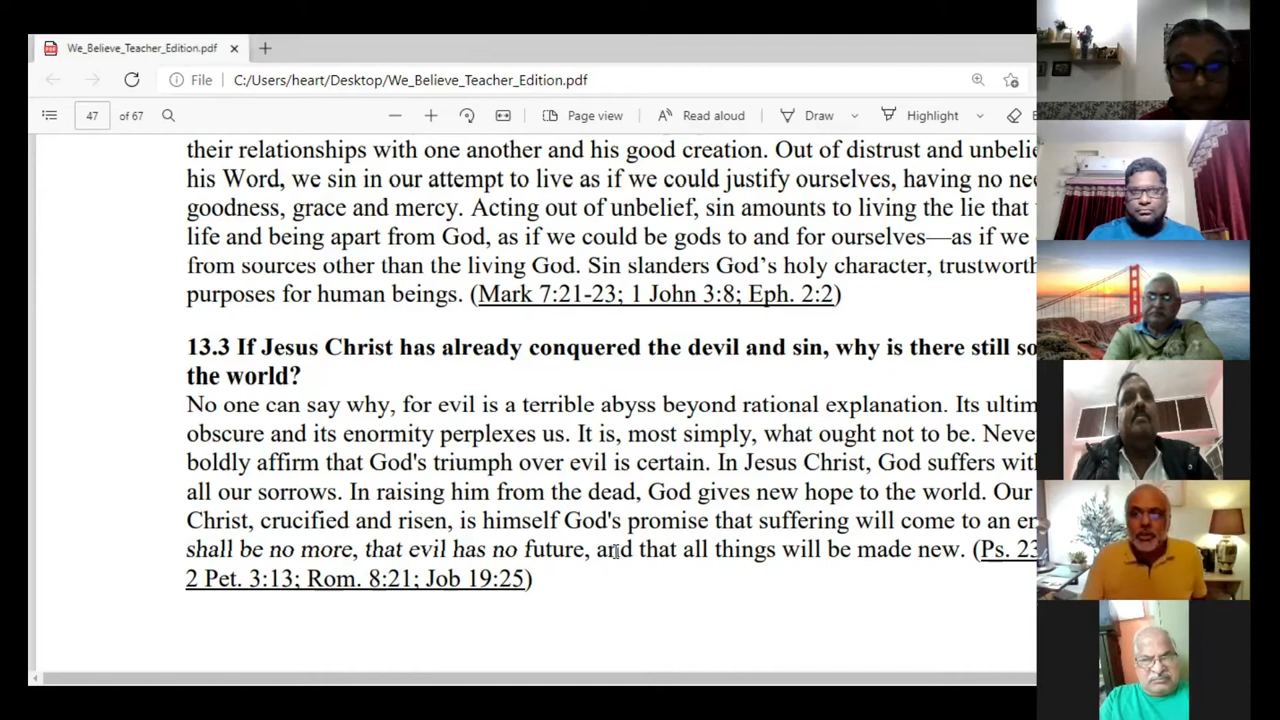 We_Believe_Teacher_Edition.pdf
File C:/Users/heart/Desktop/We_Believe_Teacher_Edition.pdf
47 of 67 Page view Read aloud Draw Highlight
their relationships with one another and his good creation. Out of distrust and unbelie
his Word, we sin in our attempt to live as if we could justify ourselves, having no nee
goodness, grace and mercy. Acting out of unbelief, sin amounts to living the lie that
life and being apart from God, as if we could be gods to and for ourselves—as if we
from sources other than the living God. Sin slanders God’s holy character, trustworth
purposes for human beings. (Mark 7:21-23; 1 John 3:8; Eph. 2:2)
13.3 If Jesus Christ has already conquered the devil and sin, why is there still so
the world?
No one can say why, for evil is a terrible abyss beyond rational explanation. Its ultim
obscure and its enormity perplexes us. It is, most simply, what ought not to be. Never
boldly affirm that God's triumph over evil is certain. In Jesus Christ, God suffers with
all our sorrows. In raising him from the dead, God gives new hope to the world. Our
Christ, crucified and risen, is himself God's promise that suffering will come to an en
shall be no more, that evil has no future, and that all things will be made new. (Ps. 23
2 Pet. 3:13; Rom. 8:21; Job 19:25)